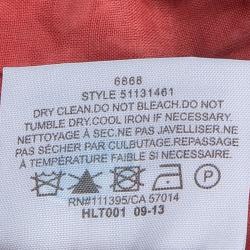 6868
STYLE 51131461
DRY CLEAN.DO NOT BLEACH.DO NOT
TUMBLE DRY.COOL IRON IF NECESSARY.
NETTOYAGE À SEC.NE PAS JAVELLISER.NE
PAS SÉCHER PAR CULBUTAGE.REPASSAGE
À TEMPÉRATURE FAIBLE SI NECESSAIRE.
P
RN#111395/CA 57014
HLT001 09-13